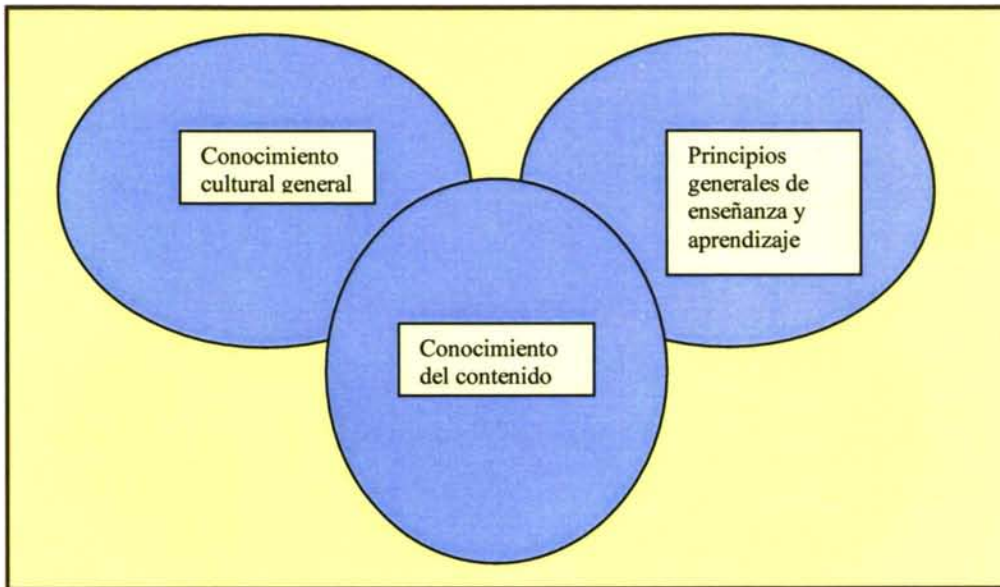 Conocimiento
cultural general
Principios
generales de
enseñanza y
aprendizaje
Conocimiento
del contenido